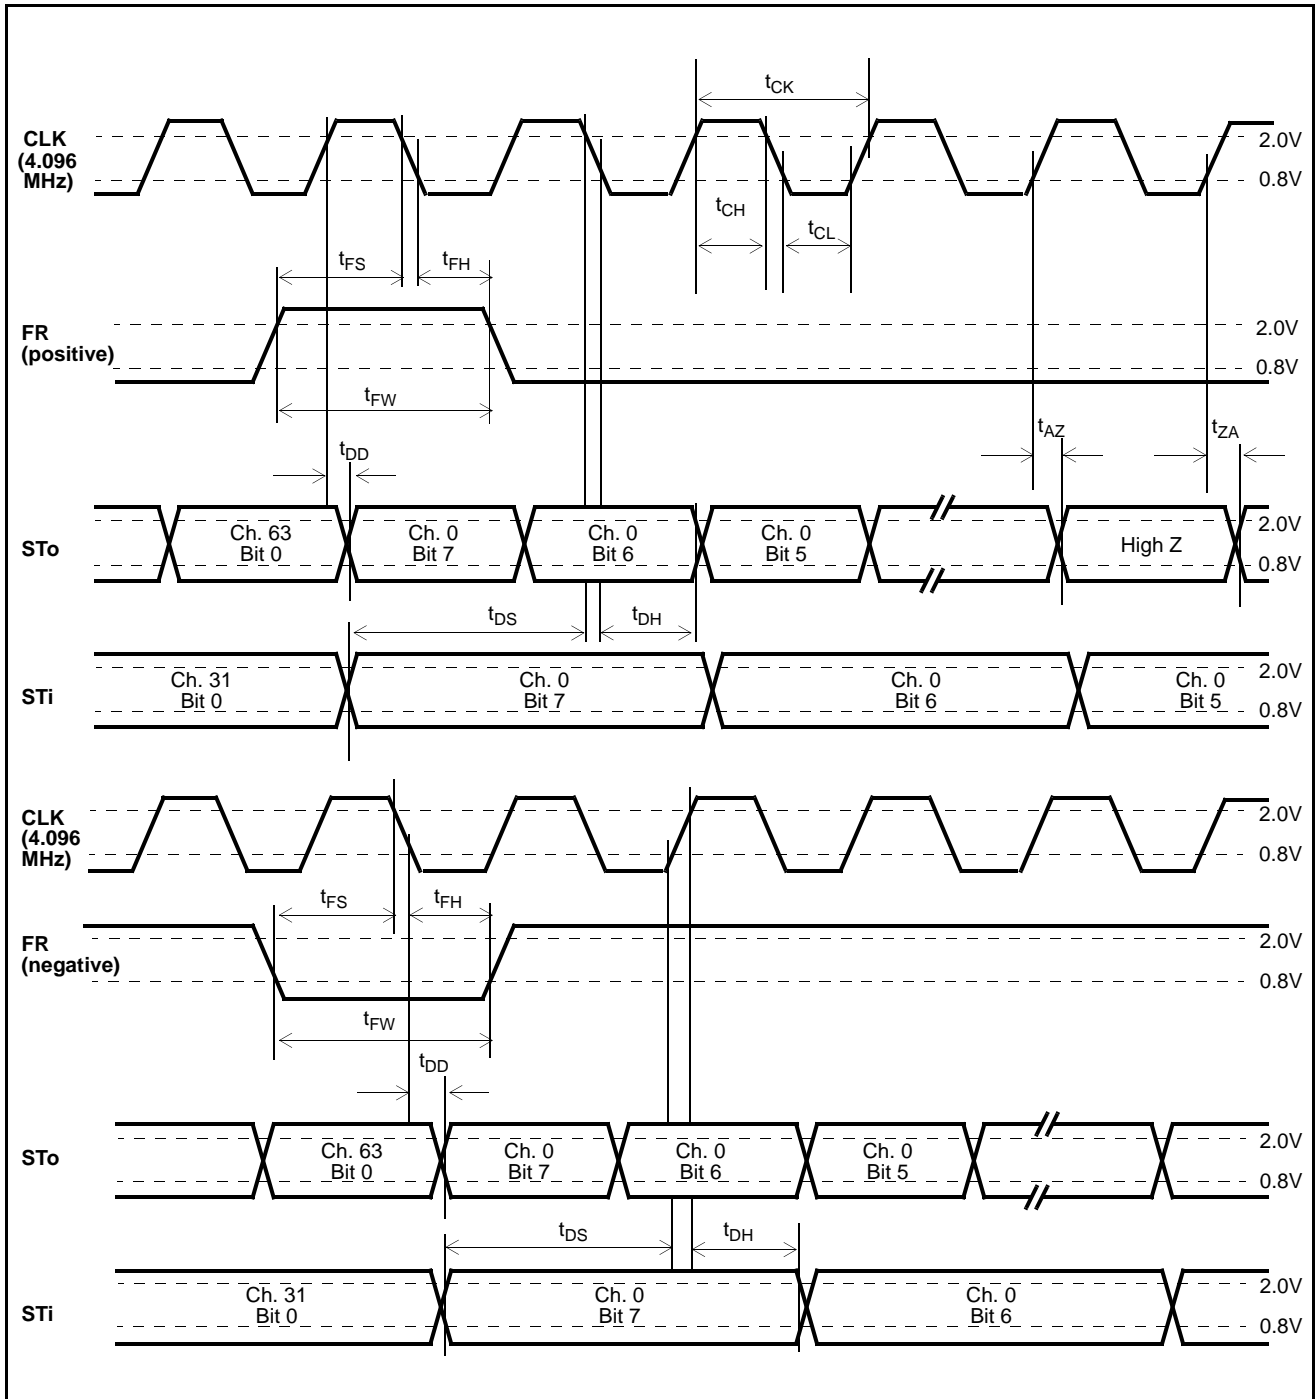 tCK
CLK
(4.096
MHz)
2.0V
0.8V
tCH
tCL
tFS
tFH
FR
(positive)
2.0V
0.8V
tFW
tAZ
tZA
tDD
STo
Ch. 63
Bit 0
Ch. 0
Bit 7
Ch. 0
Bit 6
Ch. 0
Bit 5
High Z
2.0V
0.8V
tDS
tDH
STi
Ch. 31
Bit 0
Ch. 0
Bit 7
Ch. 0
Bit 6
Ch. 0
Bit 5
2.0V
0.8V
CLK
(4.096
MHz)
2.0V
0.8V
tFS
tFH
FR
(negative)
2.0V
0.8V
tFW
tDD
STo
Ch. 63
Bit 0
Ch. 0
Bit 7
Ch. 0
Bit 6
Ch. 0
Bit 5
2.0V
0.8V
tDS
tDH
STi
Ch. 31
Bit 0
Ch. 0
Bit 7
Ch. 0
Bit 6
2.0V
0.8V